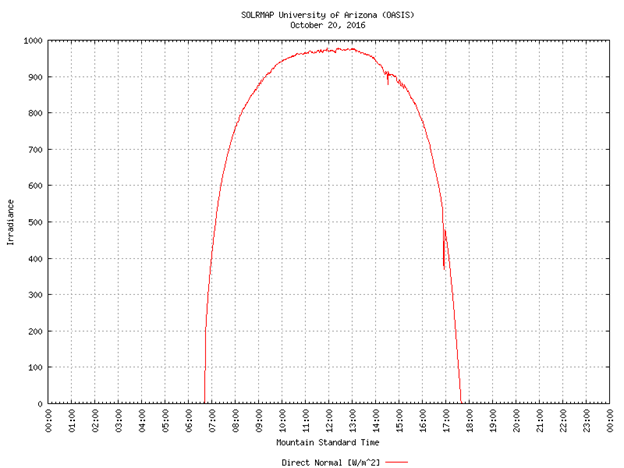 SOLRMAP University of Arizona (OASIS)
October 20, 2016
1000
900
800
700
600
500
400
300
200
100
0
Irradiance
00:00 01:00 02:00 03:00 04:00 05:00 06:00 07:00 08:00 09:00 10:00 11:00 12:00 13:00 14:00 15:00 16:00 17:00 18:00 19:00 20:00 21:00 22:00 23:00 00:00
Mountain Standard Time
Direct Normal [W/m^2]